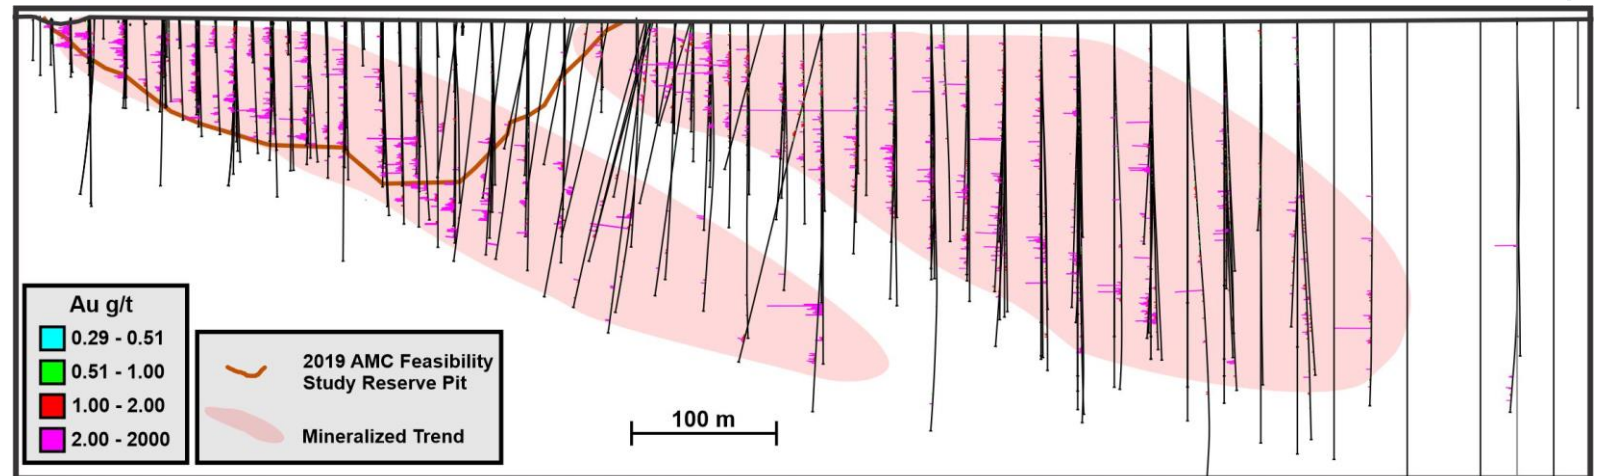 Au g/t
0.29 - 0.51
0.51 - 1.00
1.00 - 2.00
2.00 - 2000
2019 AMC Feasibility
Study Reserve Pit
Mineralized Trend
100 m